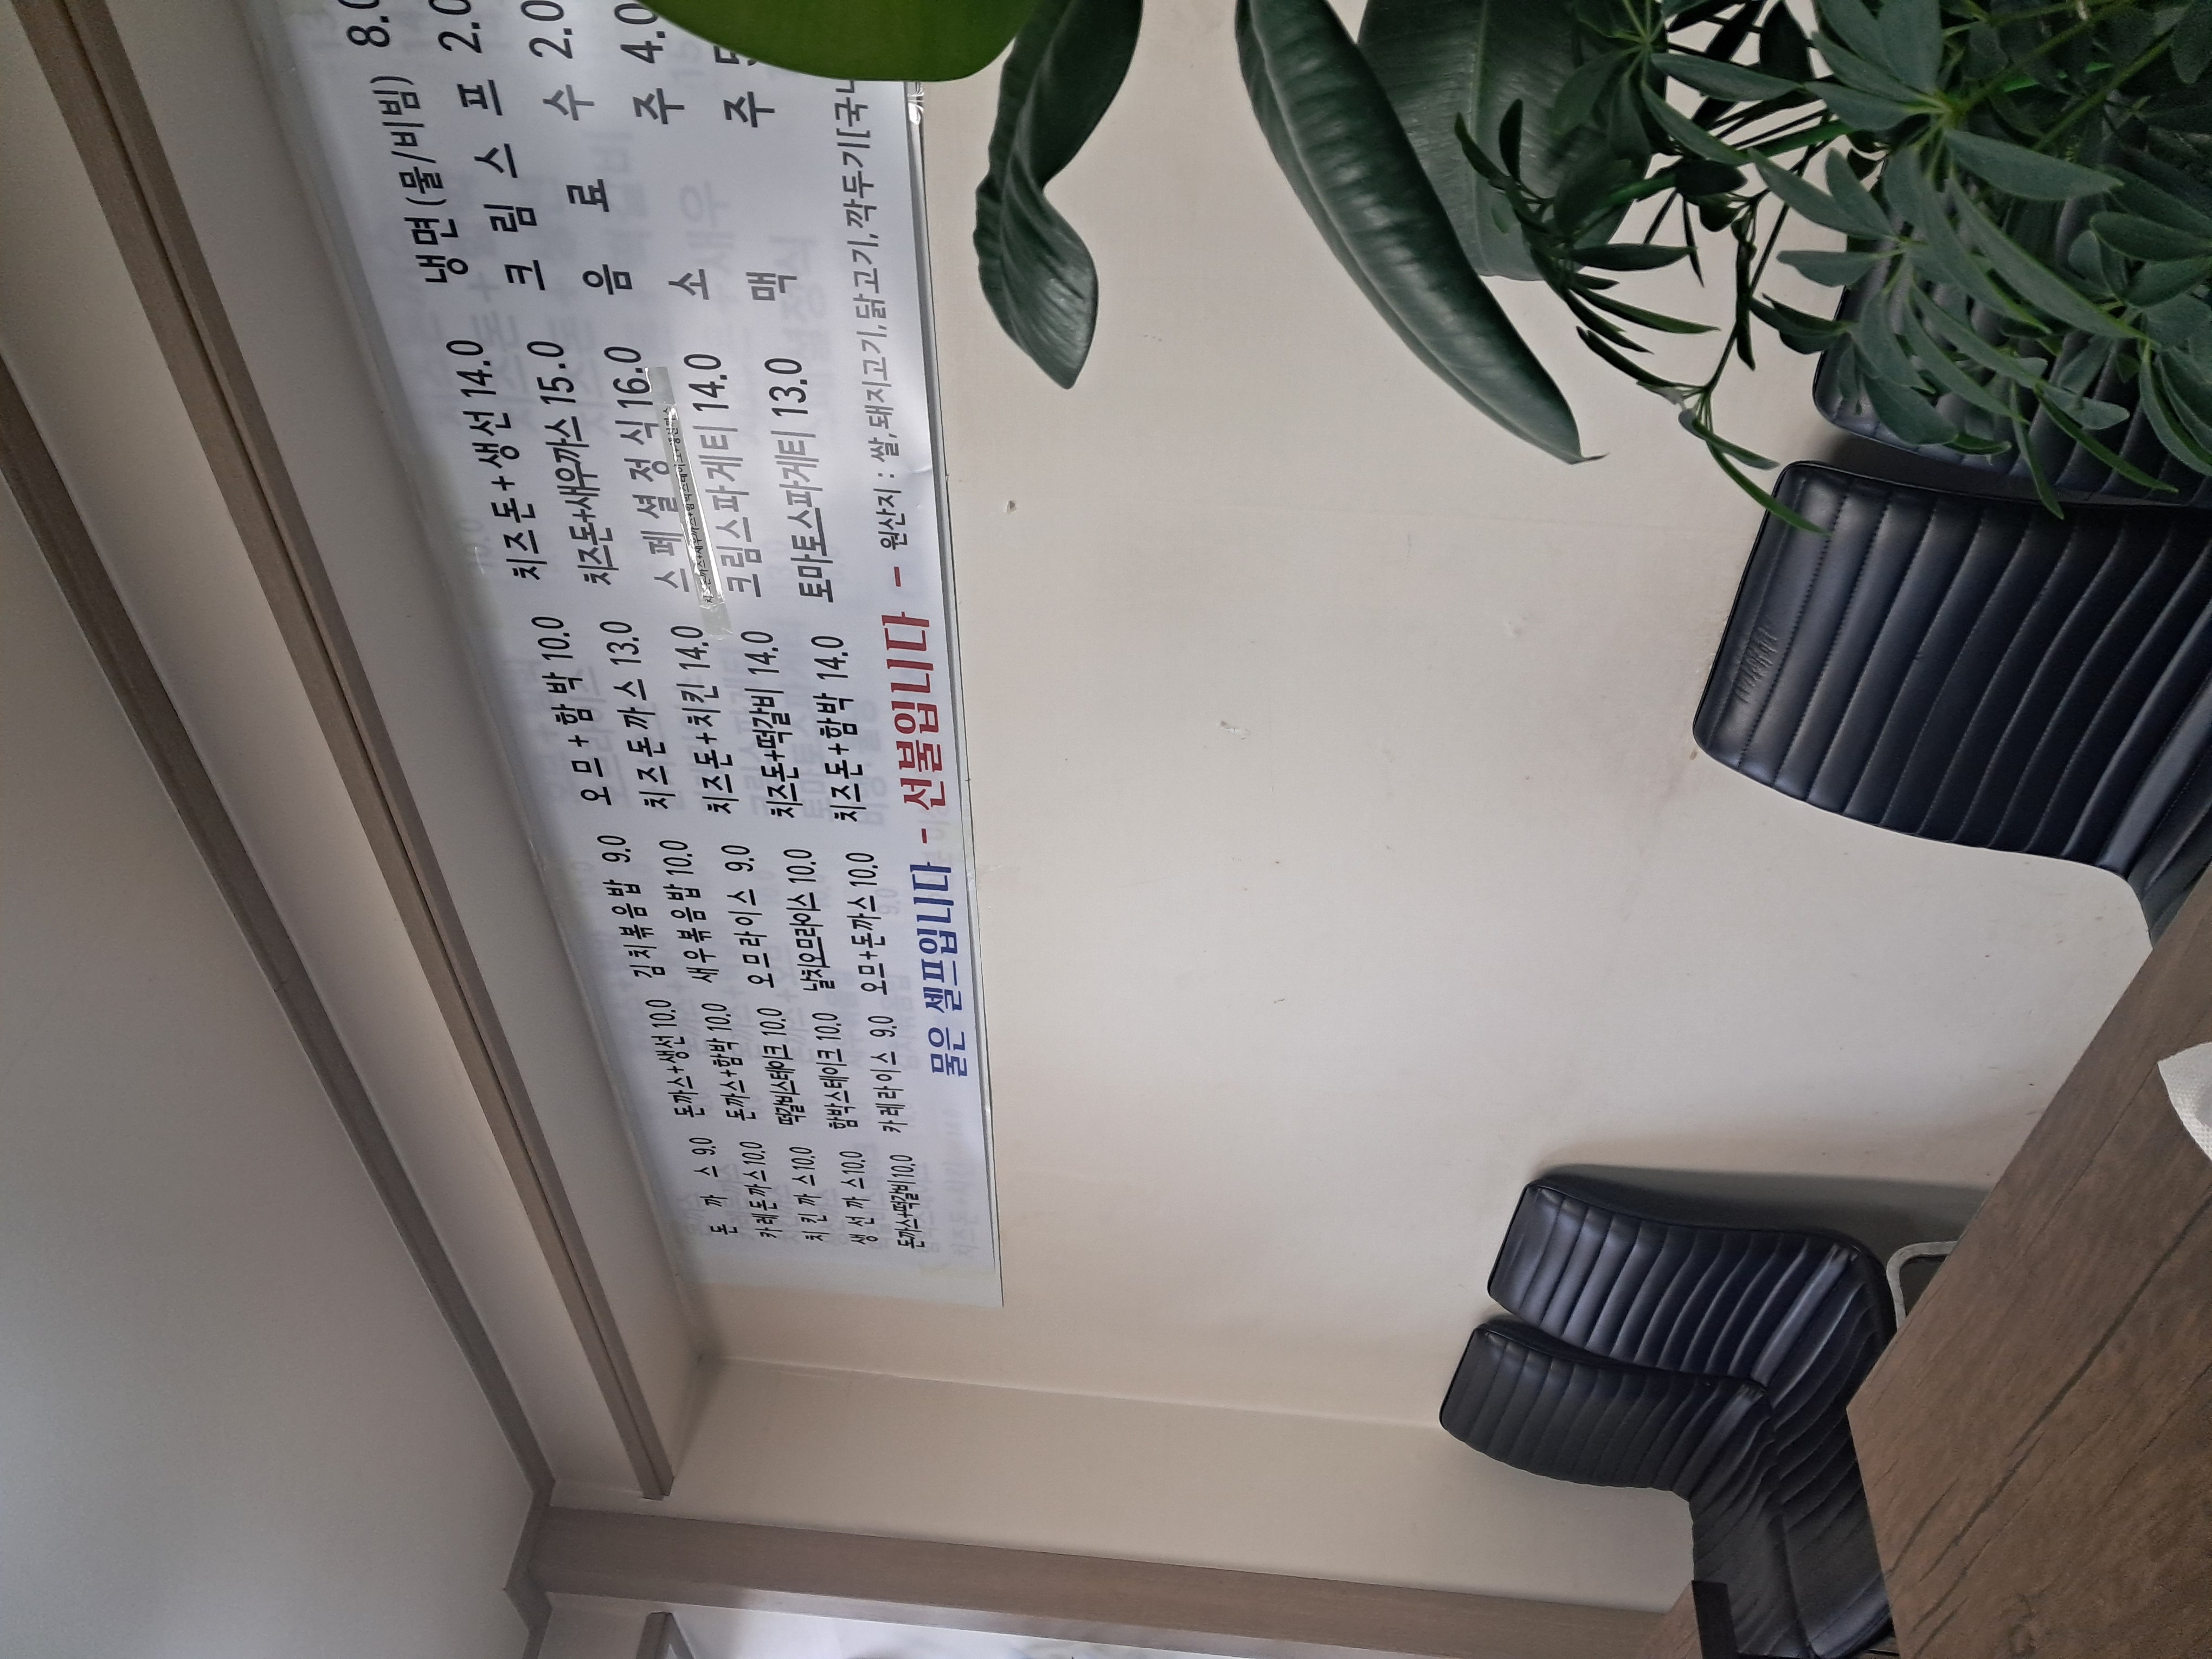 돈 까 스 9.0
카레돈까스 10.0
치 킨 까 스 10.0
생 선 까 스 10.0
돈까스+떡갈비 10.0
돈까스+생선 10.0
돈까스+함박 10.0
떡갈비스테이크 10.0
함박스테이크 10.0
카 레 라 이 스 9.0
김 치 볶 음 밥 9.0
새 우 볶 음 밥 10.0
오 므 라 이 스 9.0
날치오므라이스 10.0
오므+돈까스 10.0
오 므 + 함 박 10.0
치 즈 돈 까 스 13.0
치즈돈+치킨 14.0
치즈돈+떡갈비 14.0
치즈돈+함박 14.0
치즈돈+생선 14.0
치즈돈+새우까스 15.0
스 페 셜 정 식 16.0
크림스파게티 14.0
토마토스파게티 13.0
냉면(물/비빔) 8.0
크 림 스 프 2.0
음 료 수 2.0
소 주 4.0
맥 주
물은 셀프입니다 - 선불입니다 - 원산지 : 쌀,돼지고기,닭고기,깍두기[국